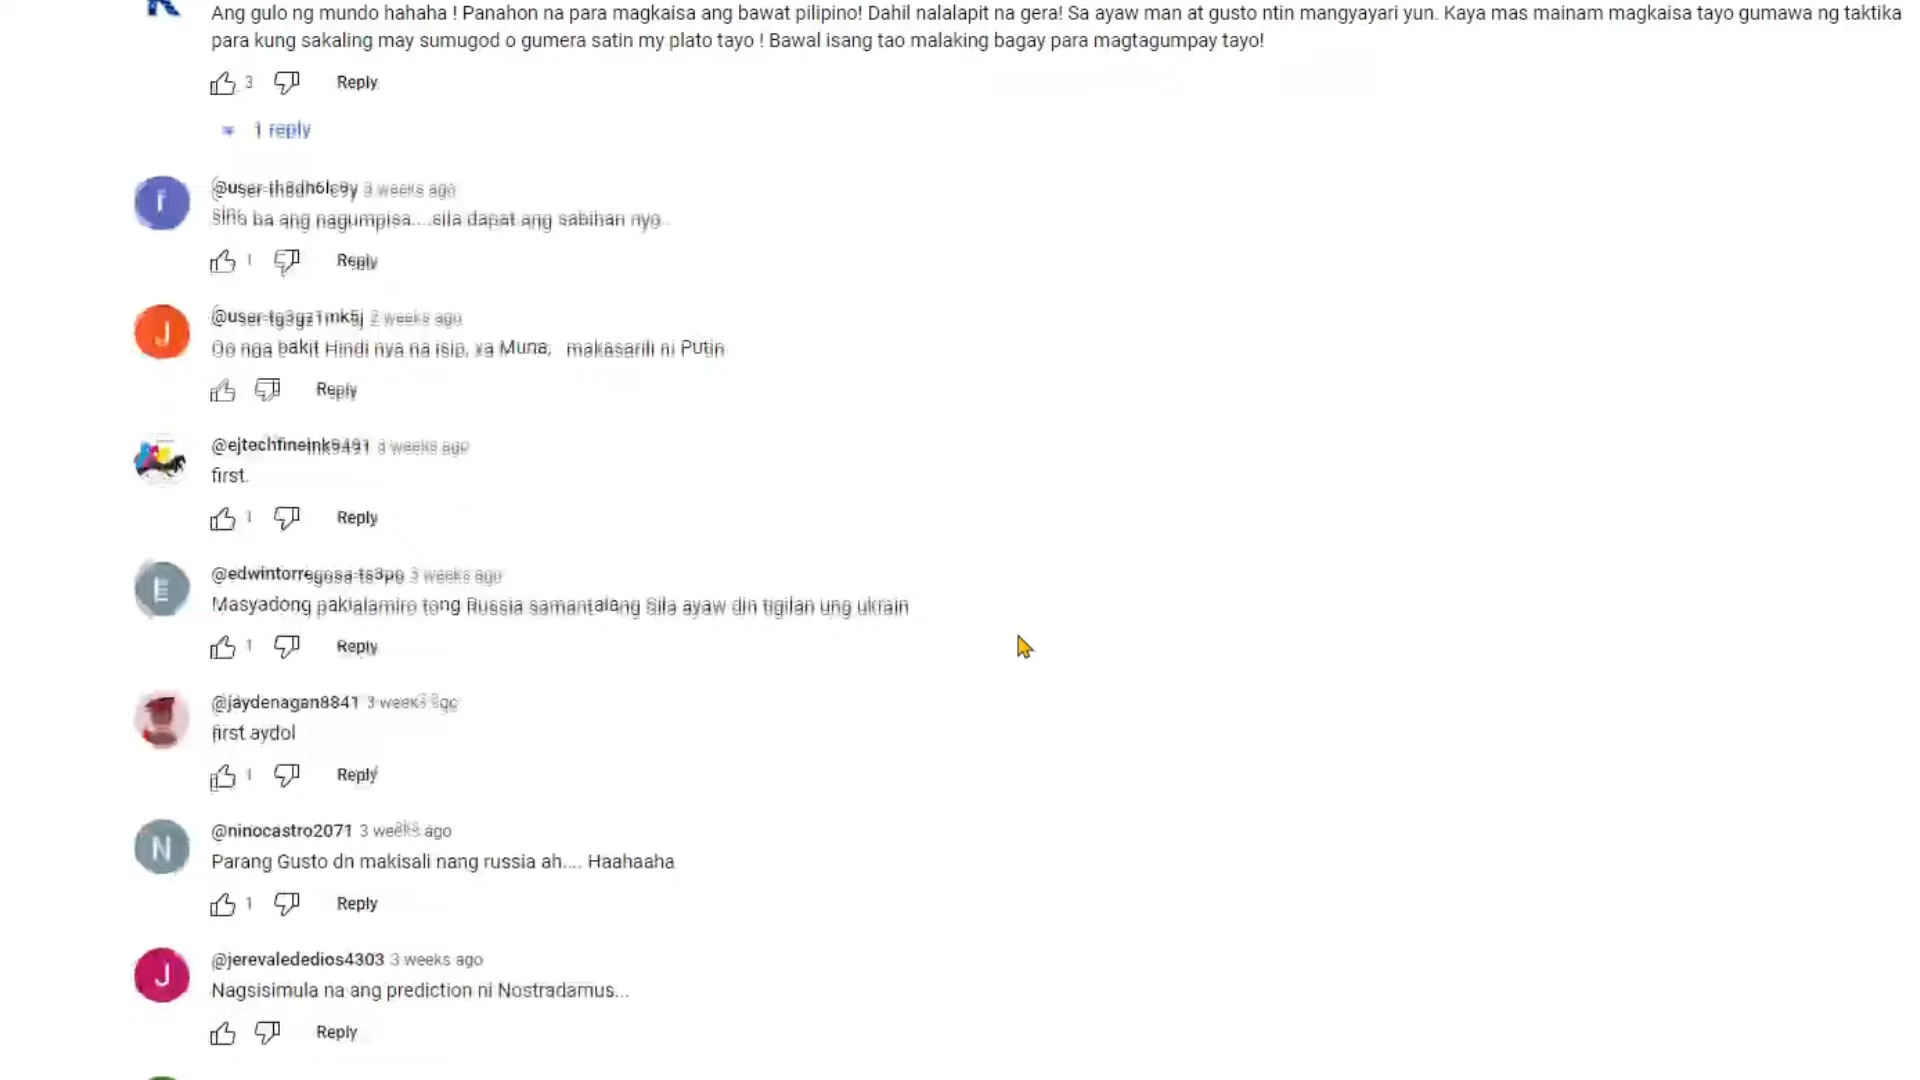 Ang gulo ng mundo hahaha ! Panahon na para magkaisa ang bawat pilipino! Dahil nalalapit na gera! Sa ayaw man at gusto ntin mangyayari yun. Kaya mas mainam magkaisa tayo gumawa ng taktika
para kung sakaling may sumugod o gumera satin my plato tayo ! Bawal isang tao malaking bagay para magtagumpay tayo!
3 Reply
1 reply
3 weeks ago
sino ba ang nagumpisa....sila dapat ang sabihan nyo..
1 Reply
J
@user-tg3gz1mk5j 2 weeks ago
Oo nga bakit Hindi nya na isip, ya Muna, makasarili ni Putin
Reply
@ejtechfineink9491 3 weeks ago
first.
1 Reply
E @edwintorregosa-ts3pp 3 weeks ago
Masyadong pakialamiro tong Russia samantalang Sila ayaw din tigilan ung ukrain
1 Reply
@jaydenagan8841 3 weeks ago
first aydol
1 Reply
N @ninocastro2071 3 weeks ago
Parang Gusto dn makisali nang russia ah.... Haahaaha
1 Reply
J @jerevalededios4303 3 weeks ago
Nagsisimula na ang prediction ni Nostradamus...
Reply